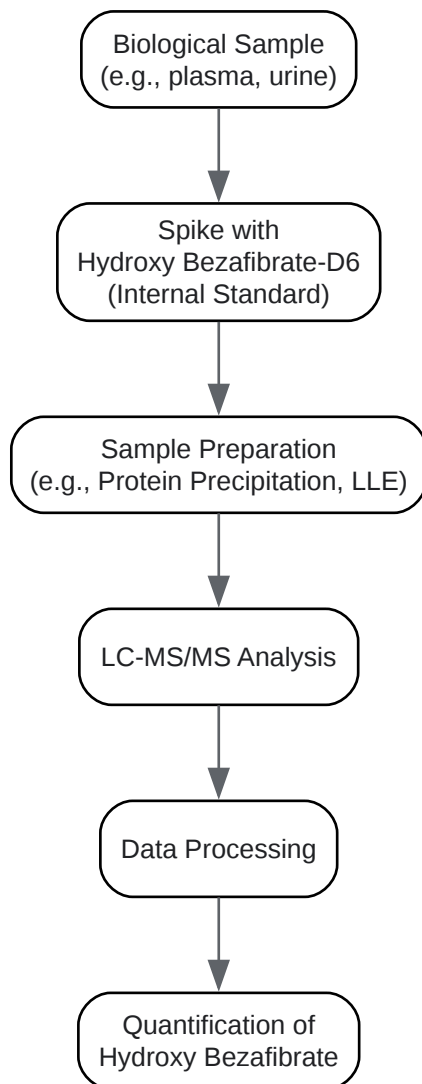 Biological Sample
(e.g., plasma, urine)
Spike with
Hydroxy Bezafibrate-D6
(Internal Standard)
Sample Preparation
(e.g., Protein Precipitation, LLE)
LC-MS/MS Analysis
Data Processing
Quantification of
Hydroxy Bezafibrate